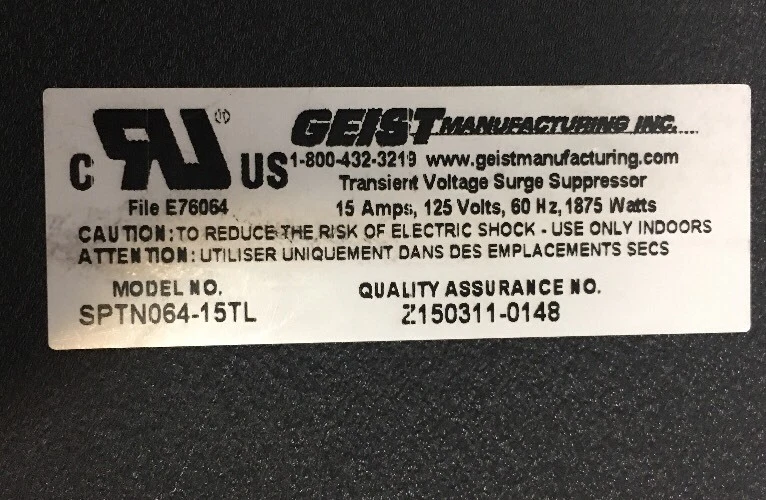 GEIST MANUFACTURING INC.....
C RU ® US
1-800-432-3219 www.geistmanufacturing.com
Transient Voltage Surge Suppressor
File E76064
15 Amps, 125 Volts, 60 Hz, 1875 Watts
CAUTION: TO REDUCE THE RISK OF ELECTRIC SHOCK - USE ONLY INDOORS
ATTENTION: UTILISER UNIQUEMENT DANS DES EMPLACEMENTS SECS
MODEL NO.
SPTN064-15TL
QUALITY ASSURANCE NO.
Z150311-0148